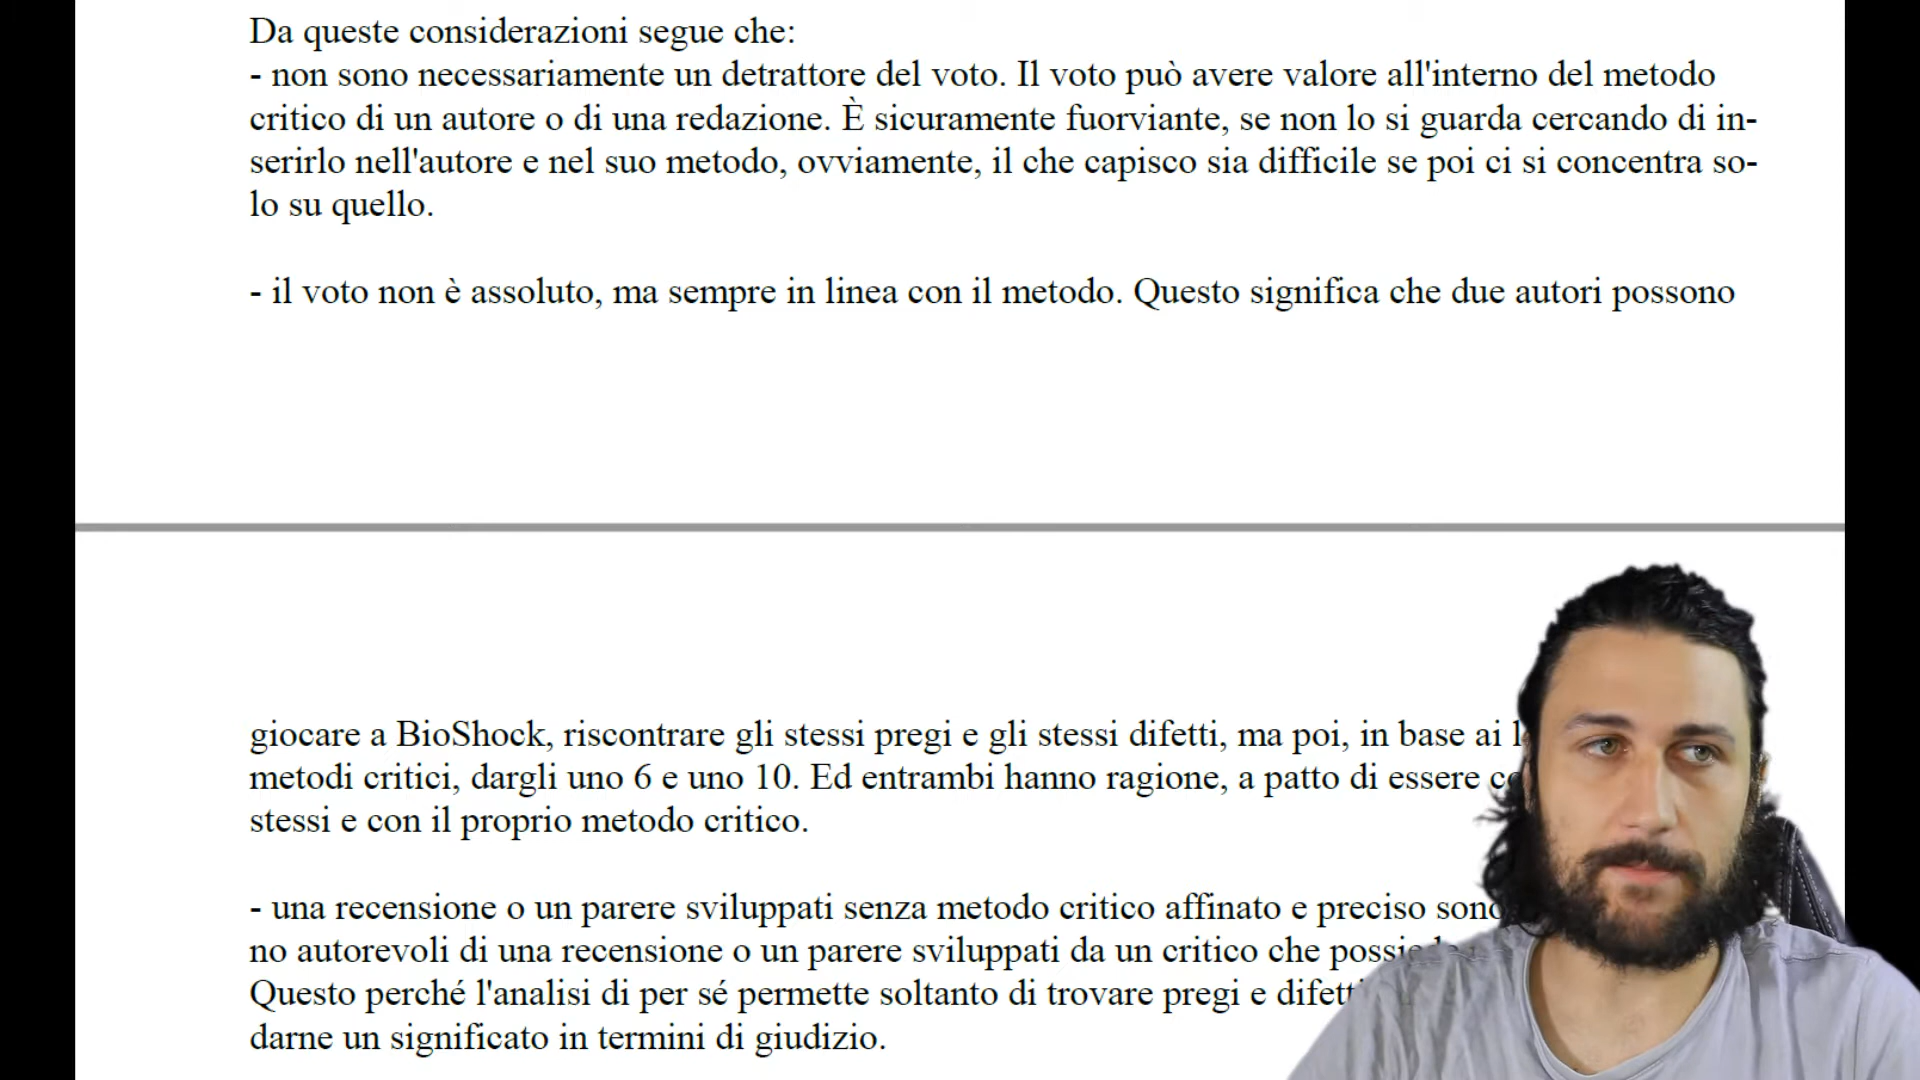 Da queste considerazioni segue che:
- non sono necessariamente un detrattore del voto. Il voto può avere valore all'interno del metodo
critico di un autore o di una redazione. È sicuramente fuorviante, se non lo si guarda cercando di in-
serirlo nell'autore e nel suo metodo, ovviamente, il che capisco sia difficile se poi ci si concentra so-
lo su quello.
- il voto non è assoluto, ma sempre in linea con il metodo. Questo significa che due autori possono
giocare a BioShock, riscontrare gli stessi pregi e gli stessi difetti, ma poi, in base ai
metodi critici, dargli uno 6 e uno 10. Ed entrambi hanno ragione, a patto di essere
stessi e con il proprio metodo critico.
- una recensione o un parere sviluppati senza metodo critico affinato e preciso sono
no autorevoli di una recensione o un parere sviluppati da un critico che
Questo perché l'analisi di per sé permette soltanto di trovare pregi e
darne un significato in termini di giudizio.